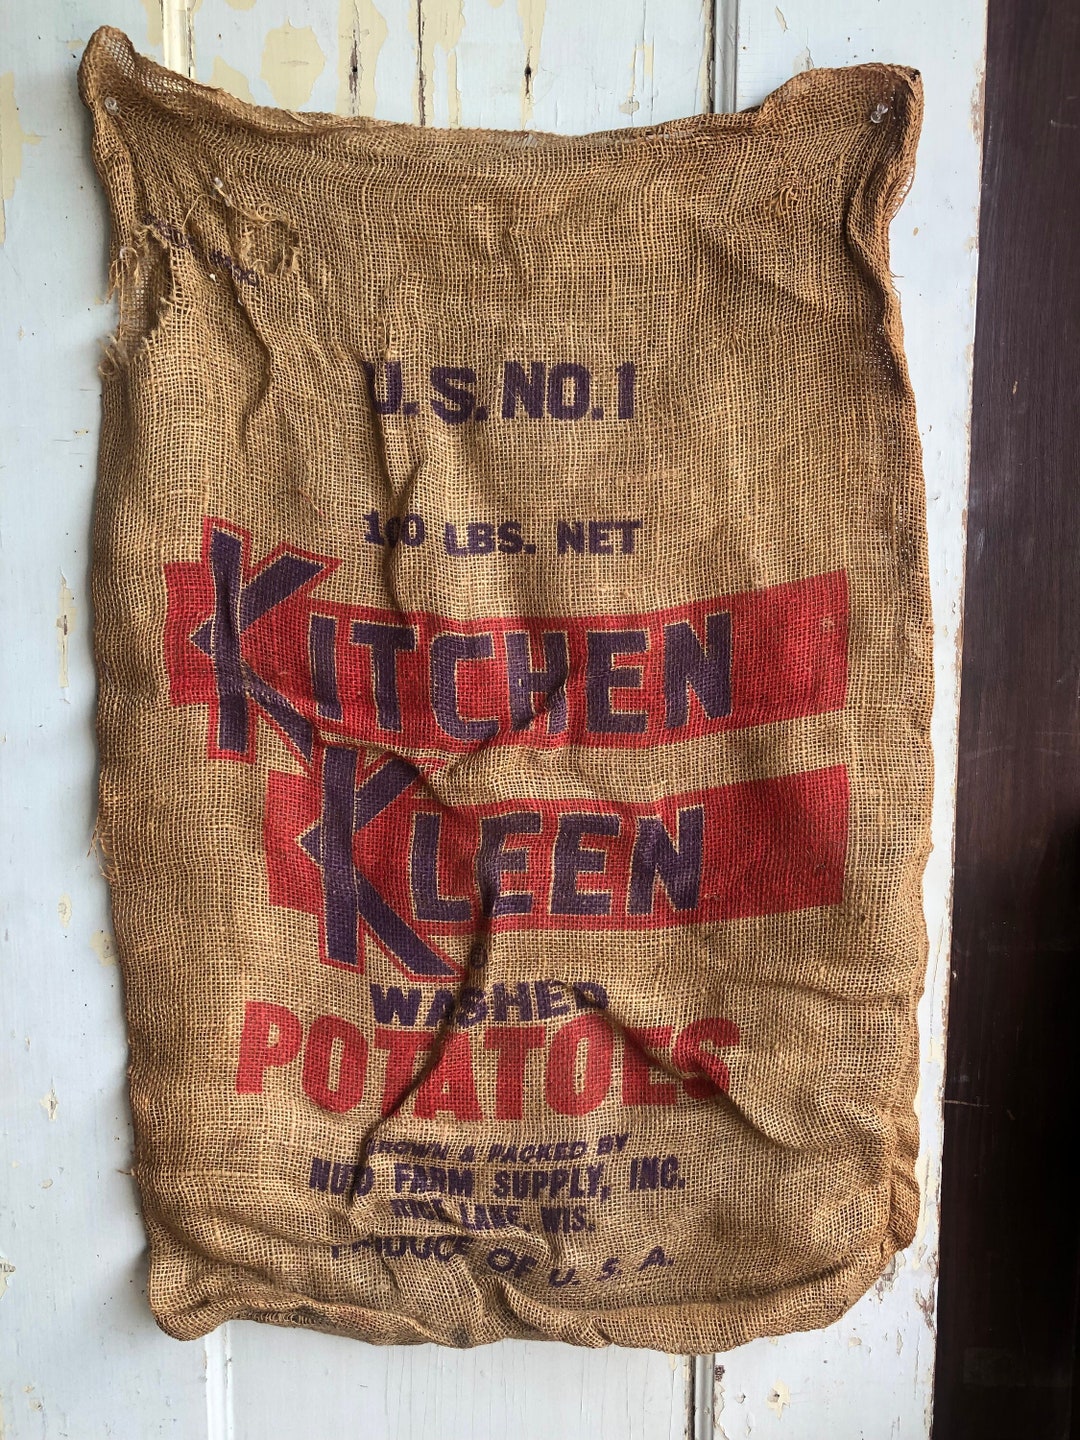 U.S. NO. 1
100 LBS. NET
KITCHEN
KLEEN
®
WASHED
POTATOES
GROWN & PACKED BY
FARM SUPPLY, INC.
RICE LAKE, WIS.
PRODUCE OF U. S. A.